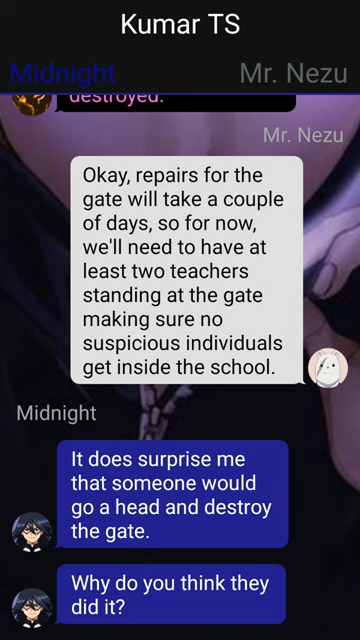 Kumar TS
Midnight
Mr. Nezu
destroyed.
Mr. Nezu
Okay, repairs for the
gate will take a couple
of days, so for now,
we'll need to have at
least two teachers
standing at the gate
making sure no
suspicious individuals
get inside the school.
Midnight
It does surprise me
that someone would
go a head and destroy
the gate.
Why do you think they
did it?